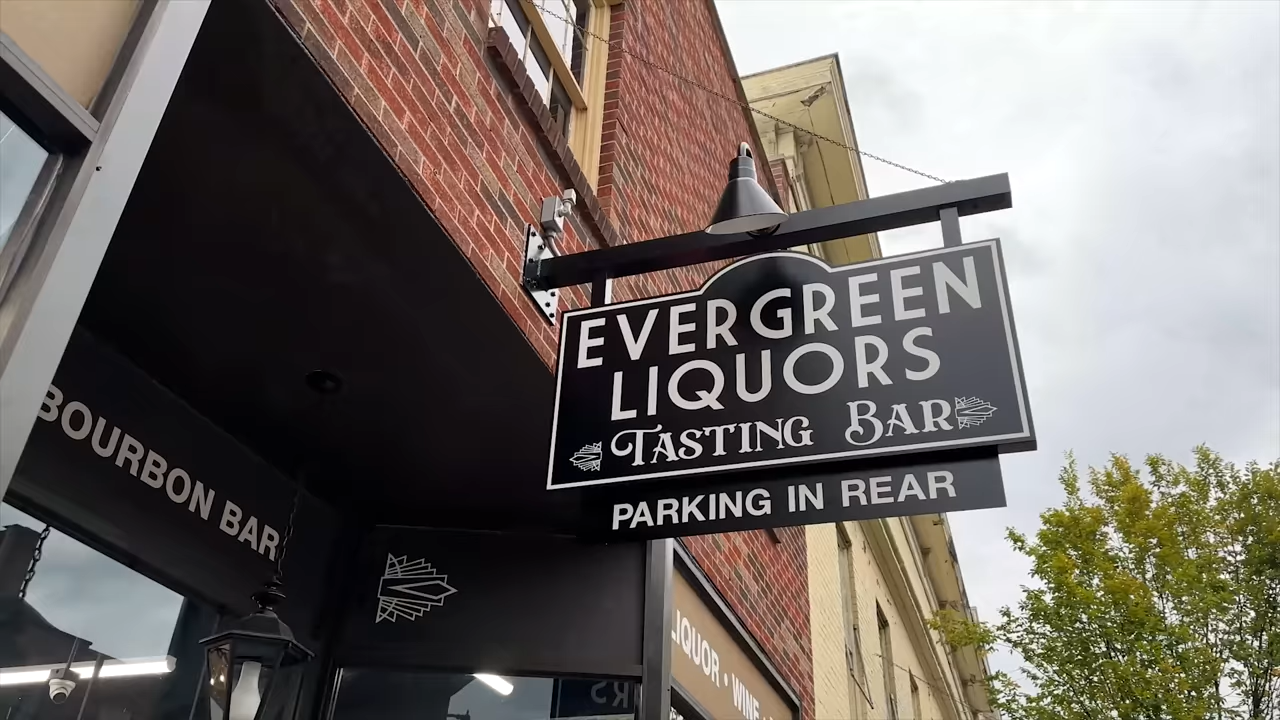 EVERGREEN
LIQUORS
TASTING BAR
PARKING IN REAR
BOURBON BAR
LIQUOR • WINE •